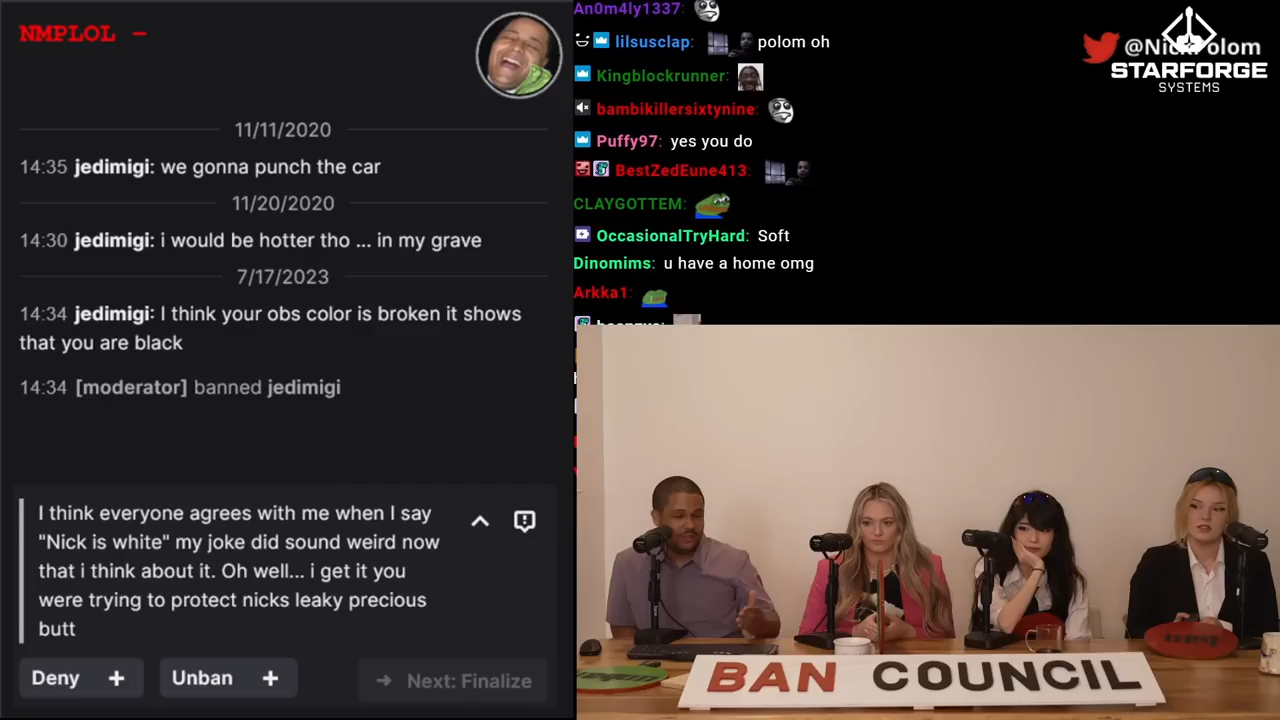 NMPLOL -
11/11/2020
14:35 jedimigi: we gonna punch the car
11/20/2020
14:30 jedimigi: i would be hotter tho ... in my grave
7/17/2023
14:34 jedimigi: I think your obs color is broken it shows
that you are black
14:34 [moderator] banned jedimigi
I think everyone agrees with me when I say
"Nick is white" my joke did sound weird now
that i think about it. Oh well... i get it you
were trying to protect nicks leaky precious
butt
Deny +
Unban +
→ Next: Finalize
An0m4ly1337:
lilsusclap: polom oh
Kingblockrunner:
bambikillersixtynine:
Puffy97: yes you do
BestZedEune413:
CLAYGOTTEM:
OccasionalTryHard: Soft
Dinomims: u have a home omg
Arkka1:
STARFORGE
SYSTEMS
BAN COUNCIL